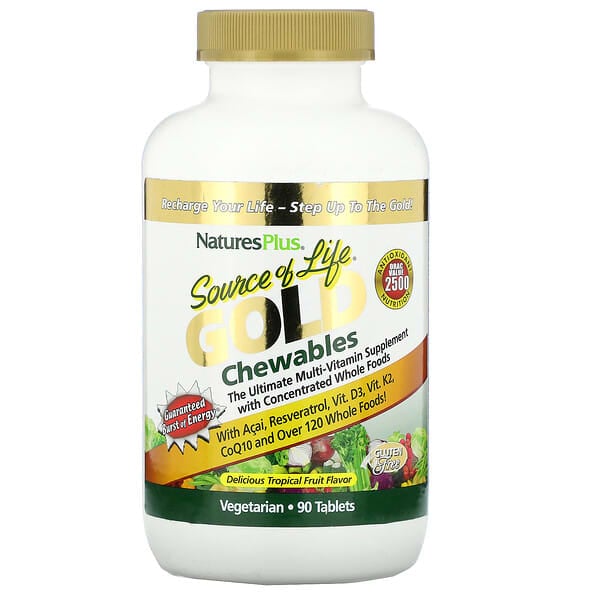 Recharge Your Life – Step Up To The Gold!
NaturesPlus®
Source of Life®
GOLD
Chewables
The Ultimate Multi-Vitamin Supplement
with Concentrated Whole Foods
ANTIOXIDANT
ORAC
VALUE
2500
NUTRITION
Guaranteed
Burst of Energy
With Açai, Resveratrol, Vit. D3, Vit. K2,
CoQ10 and Over 120 Whole Foods!
GLUTEN
Free
Delicious Tropical Fruit Flavor
Vegetarian • 90 Tablets